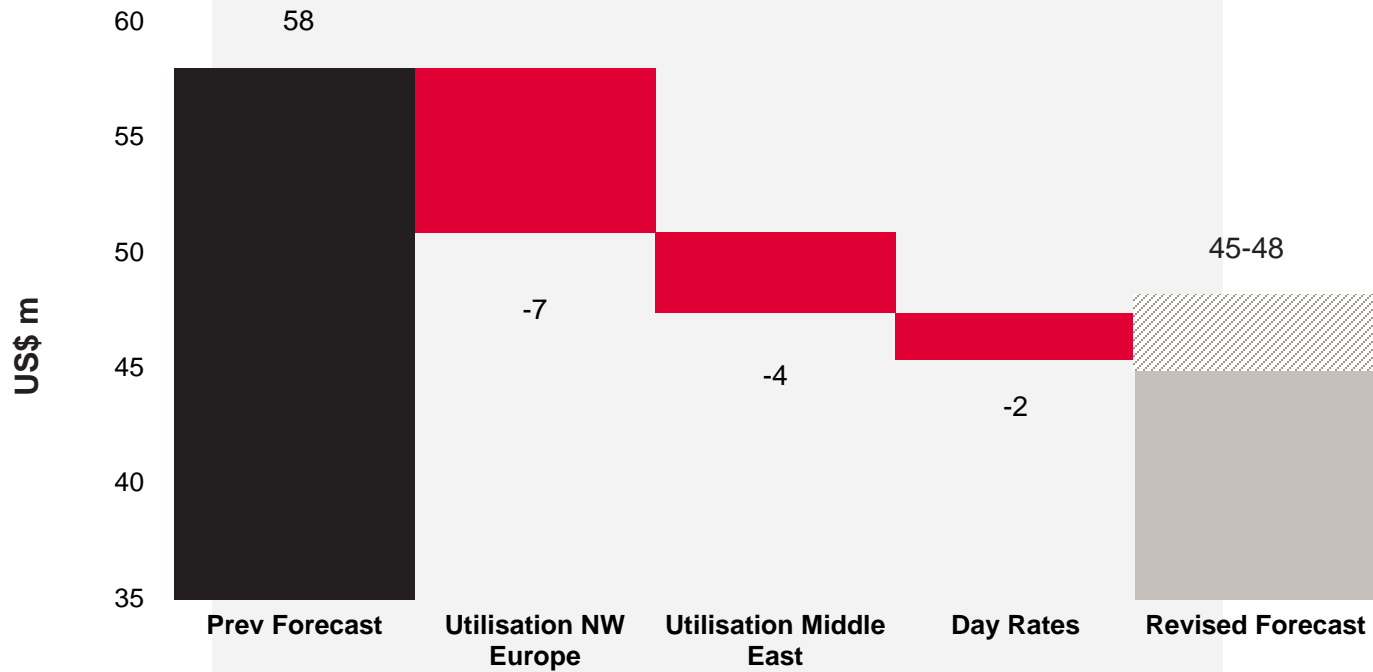 60
58
55
50
45-48
-7
45
-4
-2
40
35
US$ m
Prev Forecast
Utilisation NW
Europe
Utilisation Middle
East
Day Rates
Revised Forecast